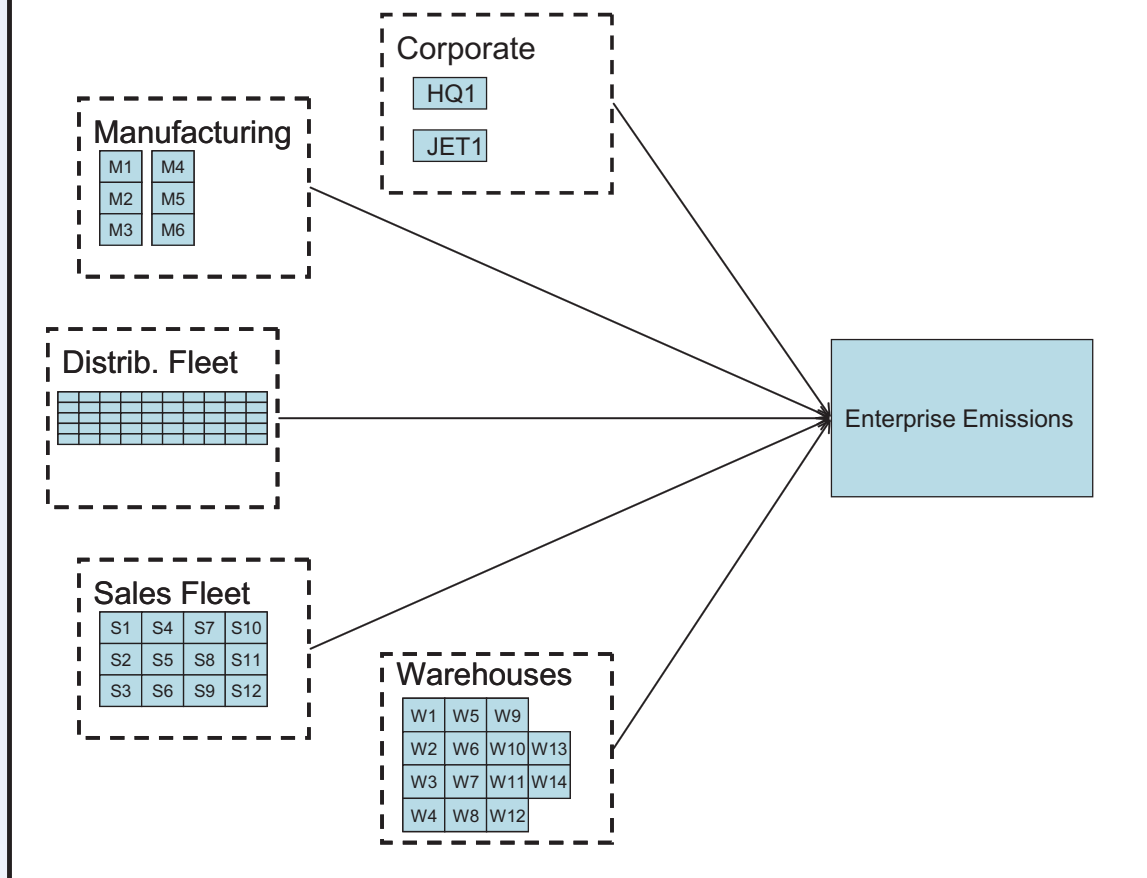 Corporate
HQ1
JET1
Manufacturing
M1 M4
M2 M5
M3 M6
Distrib. Fleet
Enterprise Emissions
Sales Fleet
S1 S4 S7 S10
S2 S5 S8 S11
S3 S6 S9 S12
Warehouses
W1 W5 W9
W2 W6 W10 W13
W3 W7 W11 W14
W4 W8 W12